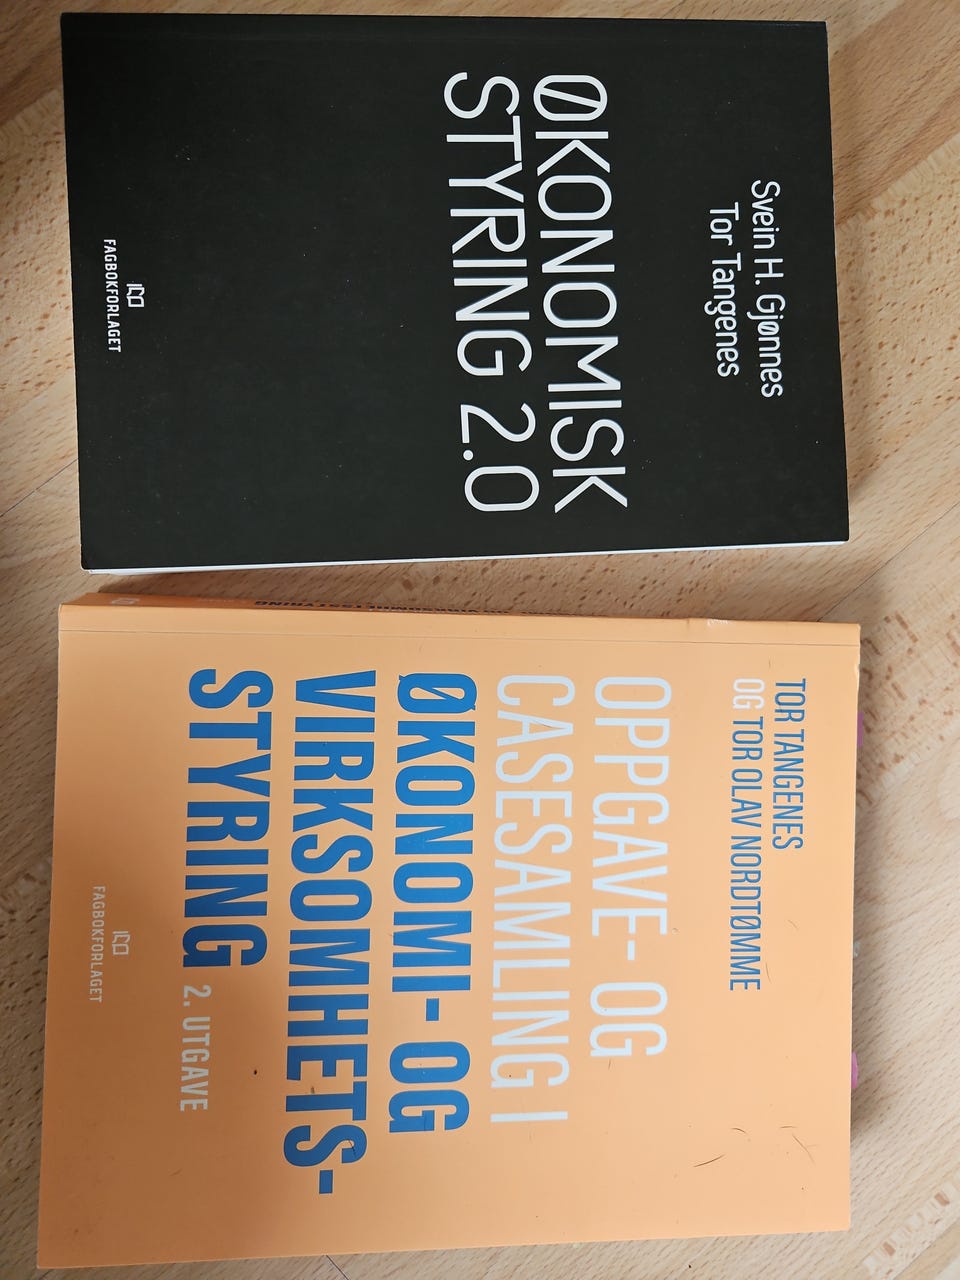 Svein H. Gjønnes
Tor Tangenes
ØKONOMISK
STYRING 2.0
FAGBOKFORLAGET
TOR TANGENES
OG TOR OLAV NORDTØMME
OPPGAVE- OG
CASESAMLING I
ØKONOMI- OG
VIRKSOMHETS-
STYRING 2. UTGAVE
FAGBOKFORLAGET